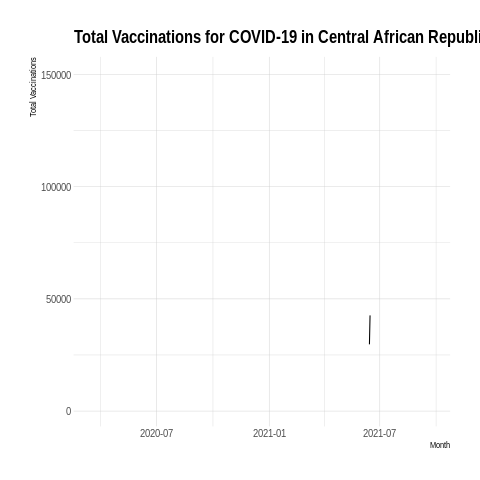 Total Vaccinations for COVID-19 in Central African Republi
Total Vaccinations
150000
100000
50000
0
2020-07 2021-01 2021-07
Month